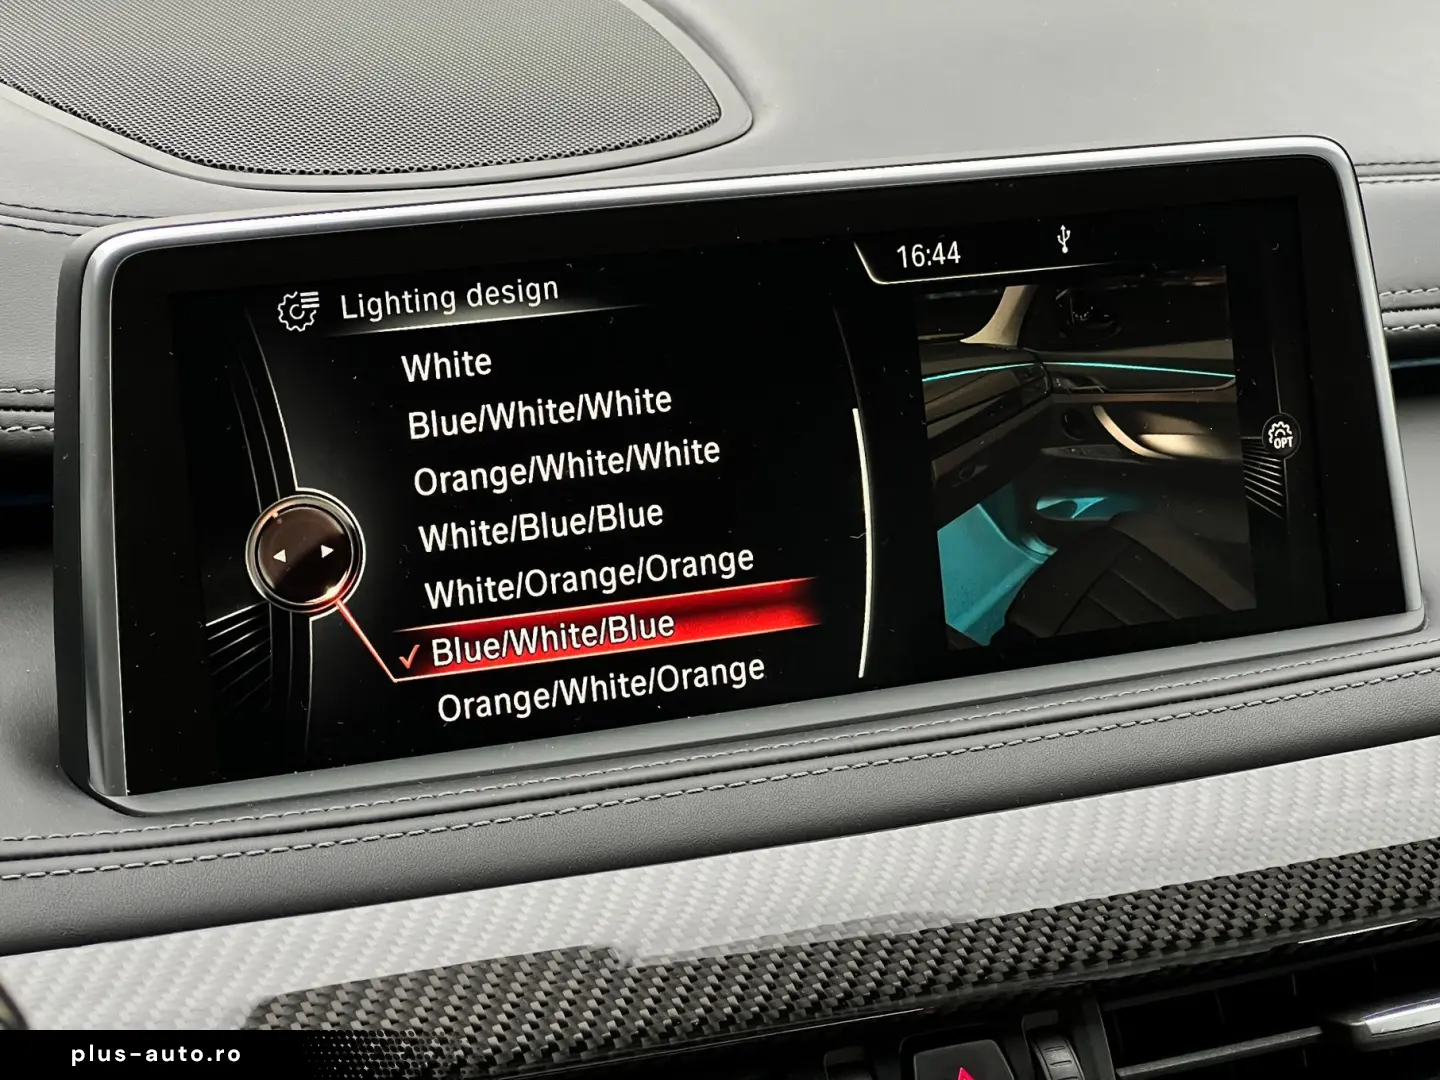 16:44
Lighting design
White
Blue/White/White
Orange/White/White
White/Blue/Blue
White/Orange/Orange
Blue/White/Blue
Orange/White/Orange
OPT
plus-auto.ro